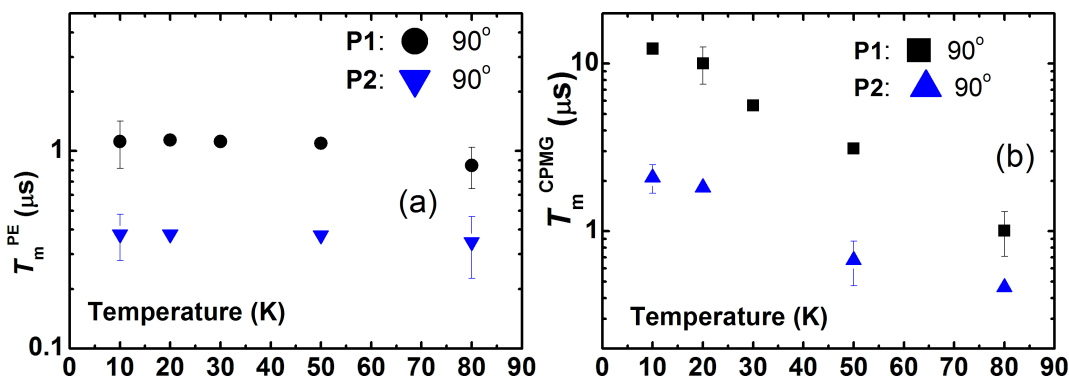 P1: 90°
P2: 90°
(a)
Tm^PE (μs)
1
0.1
Temperature (K)
0 10 20 30 40 50 60 70 80 90
P1: 90°
P2: 90°
(b)
Tm^CPMG (μs)
10
1
Temperature (K)
0 10 20 30 40 50 60 70 80 90